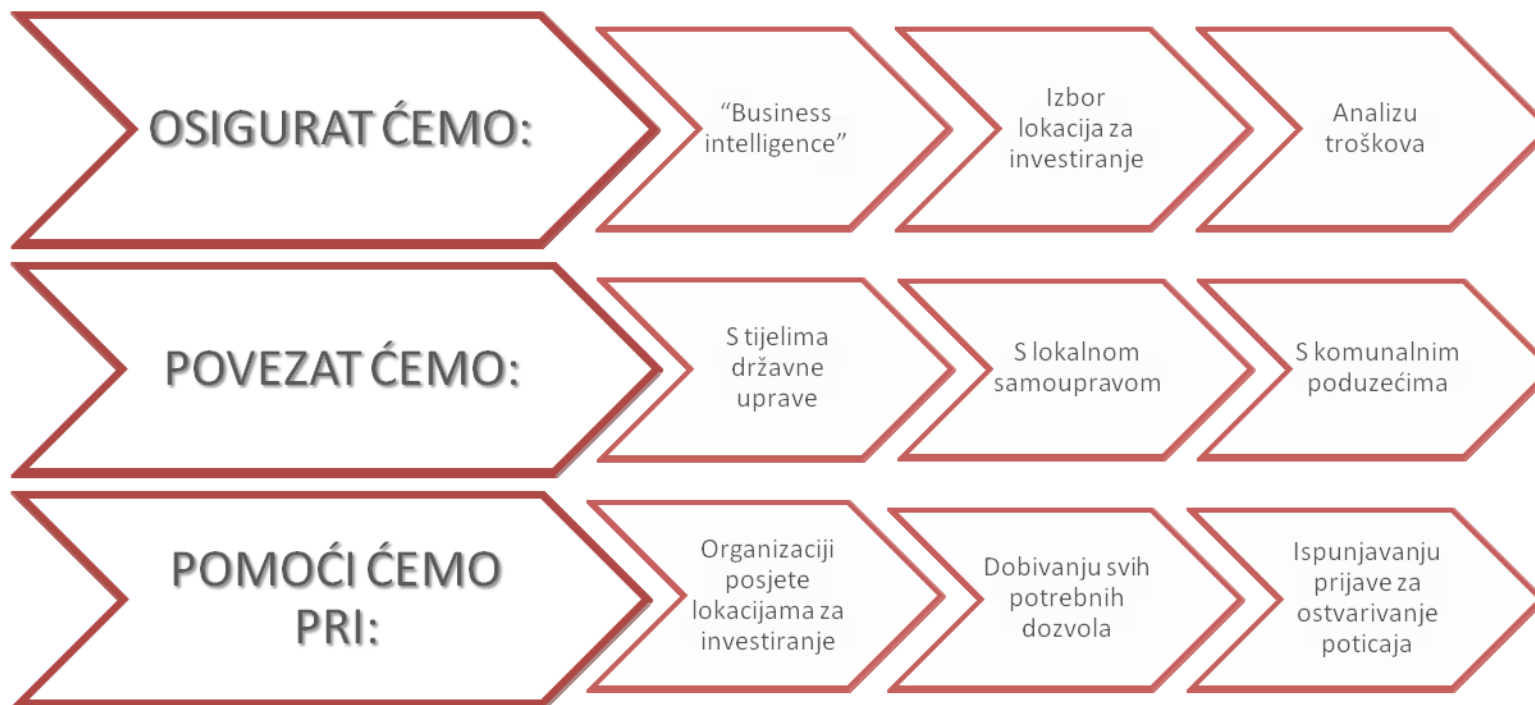 OSIGURAT ĆEMO:
“Business
intelligence”
Izbor
lokacija za
investiranje
Analizu
troškova
POVEZAT ĆEMO:
S tijelima
državne
uprave
S lokalnom
samoupravom
S komunalnim
poduzećima
POMOĆI ĆEMO
PRI:
Organizaciji
posjete
lokacijama za
investiranje
Dobivanju svih
potrebnih
dozvola
Ispunjavanju
prijave za
ostvarivanje
poticaja